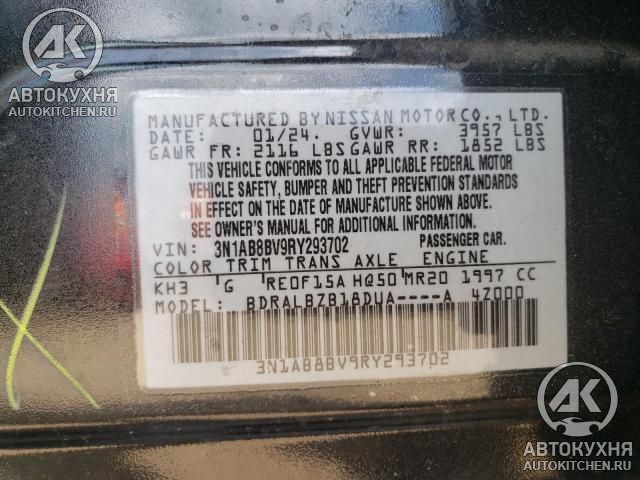 AK
АВТОКУХНЯ
AUTOKITCHEN.RU
MANUFACTURED BY NISSAN MOTOR CO., LTD.
DATE: 01/24. GVWR: 3957 LBS
GAWR FR: 2116 LBS GAWR RR: 1852 LBS
THIS VEHICLE CONFORMS TO ALL APPLICABLE FEDERAL MOTOR
VEHICLE SAFETY, BUMPER AND THEFT PREVENTION STANDARDS
IN EFFECT ON THE DATE OF MANUFACTURE SHOWN ABOVE.
SEE OWNER'S MANUAL FOR ADDITIONAL INFORMATION.
VIN: 3N1AB8BV9RY293702 PASSENGER CAR.
COLOR TRIM TRANS AXLE ENGINE
KH3 G RE0F15A HQ50 MR20 1997 CC
MODEL: BDRALBZB18DUA----A 4Z000
3N1AB8BV9RY293702
AK
АВТОКУХНЯ
AUTOKITCHEN.RU